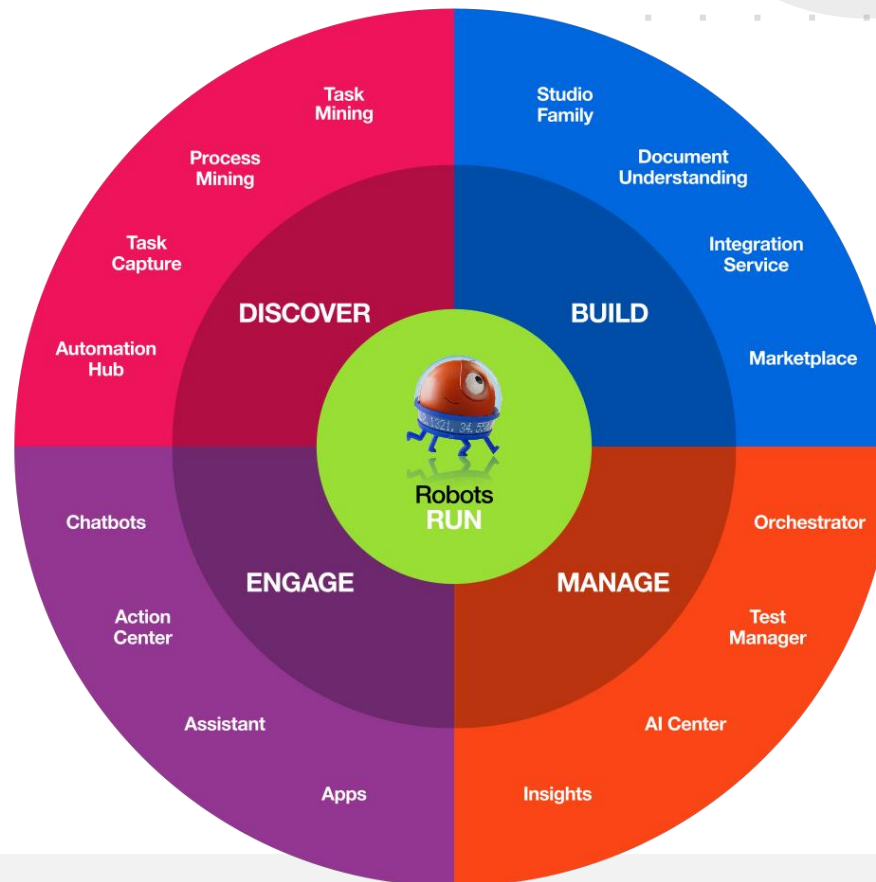 Task
Mining
Process
Mining
Task
Capture
Automation
Hub
DISCOVER
Studio
Family
Document
Understanding
Integration
Service
Marketplace
BUILD
Robots
RUN
Chatbots
Action
Center
Assistant
Apps
ENGAGE
Orchestrator
Test
Manager
AI Center
Insights
MANAGE